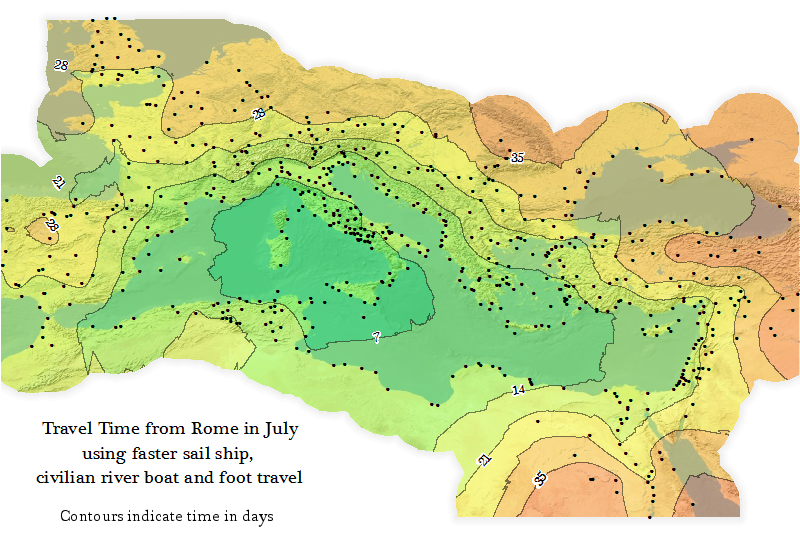 28
28
35
21
28
7
14
21
35
Travel Time from Rome in July
using faster sail ship,
civilian river boat and foot travel
Contours indicate time in days